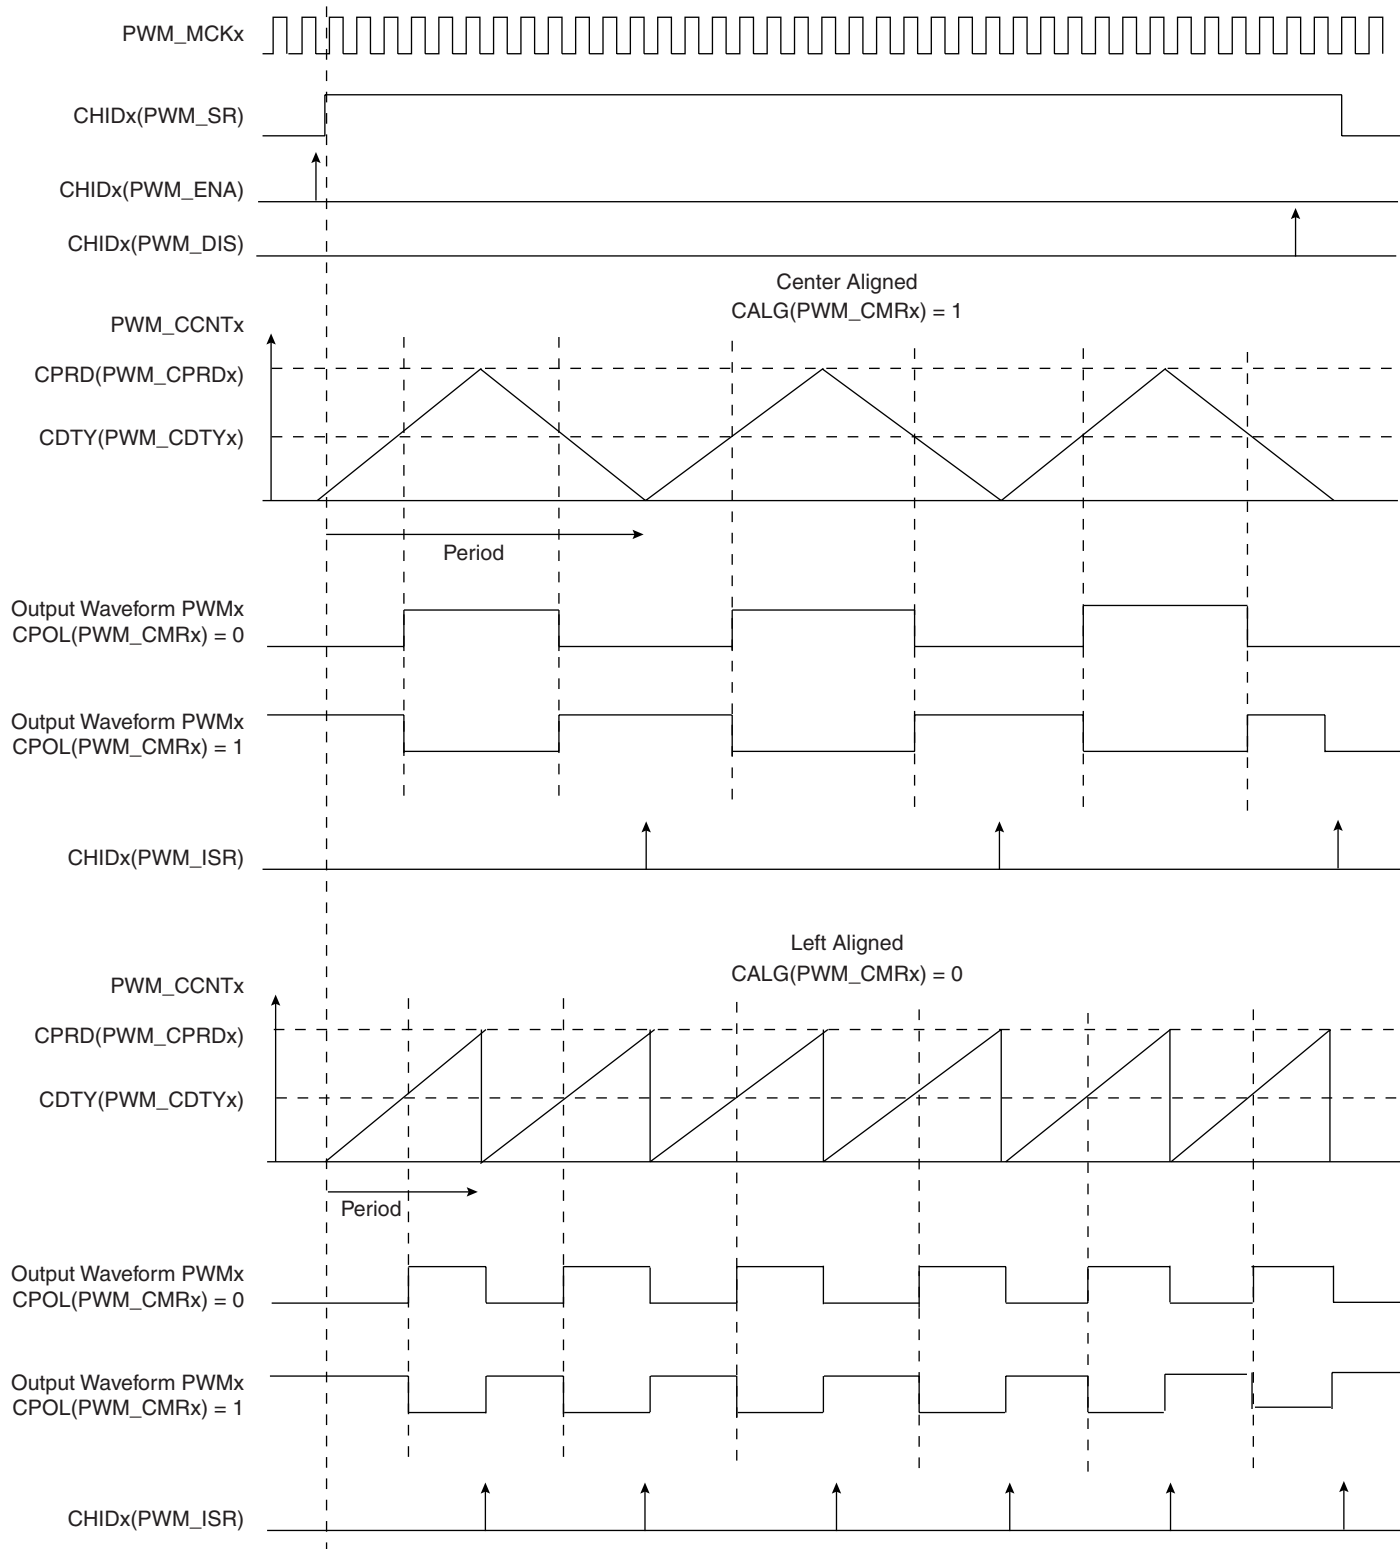 PWM_MCKx
CHIDx(PWM_SR)
CHIDx(PWM_ENA)
CHIDx(PWM_DIS)
Center Aligned
CALG(PWM_CMRx) = 1
PWM_CCNTx
CPRD(PWM_CPRDx)
CDTY(PWM_CDTYx)
Period
Output Waveform PWMx
CPOL(PWM_CMRx) = 0
Output Waveform PWMx
CPOL(PWM_CMRx) = 1
CHIDx(PWM_ISR)
Left Aligned
CALG(PWM_CMRx) = 0
PWM_CCNTx
CPRD(PWM_CPRDx)
CDTY(PWM_CDTYx)
Period
Output Waveform PWMx
CPOL(PWM_CMRx) = 0
Output Waveform PWMx
CPOL(PWM_CMRx) = 1
CHIDx(PWM_ISR)